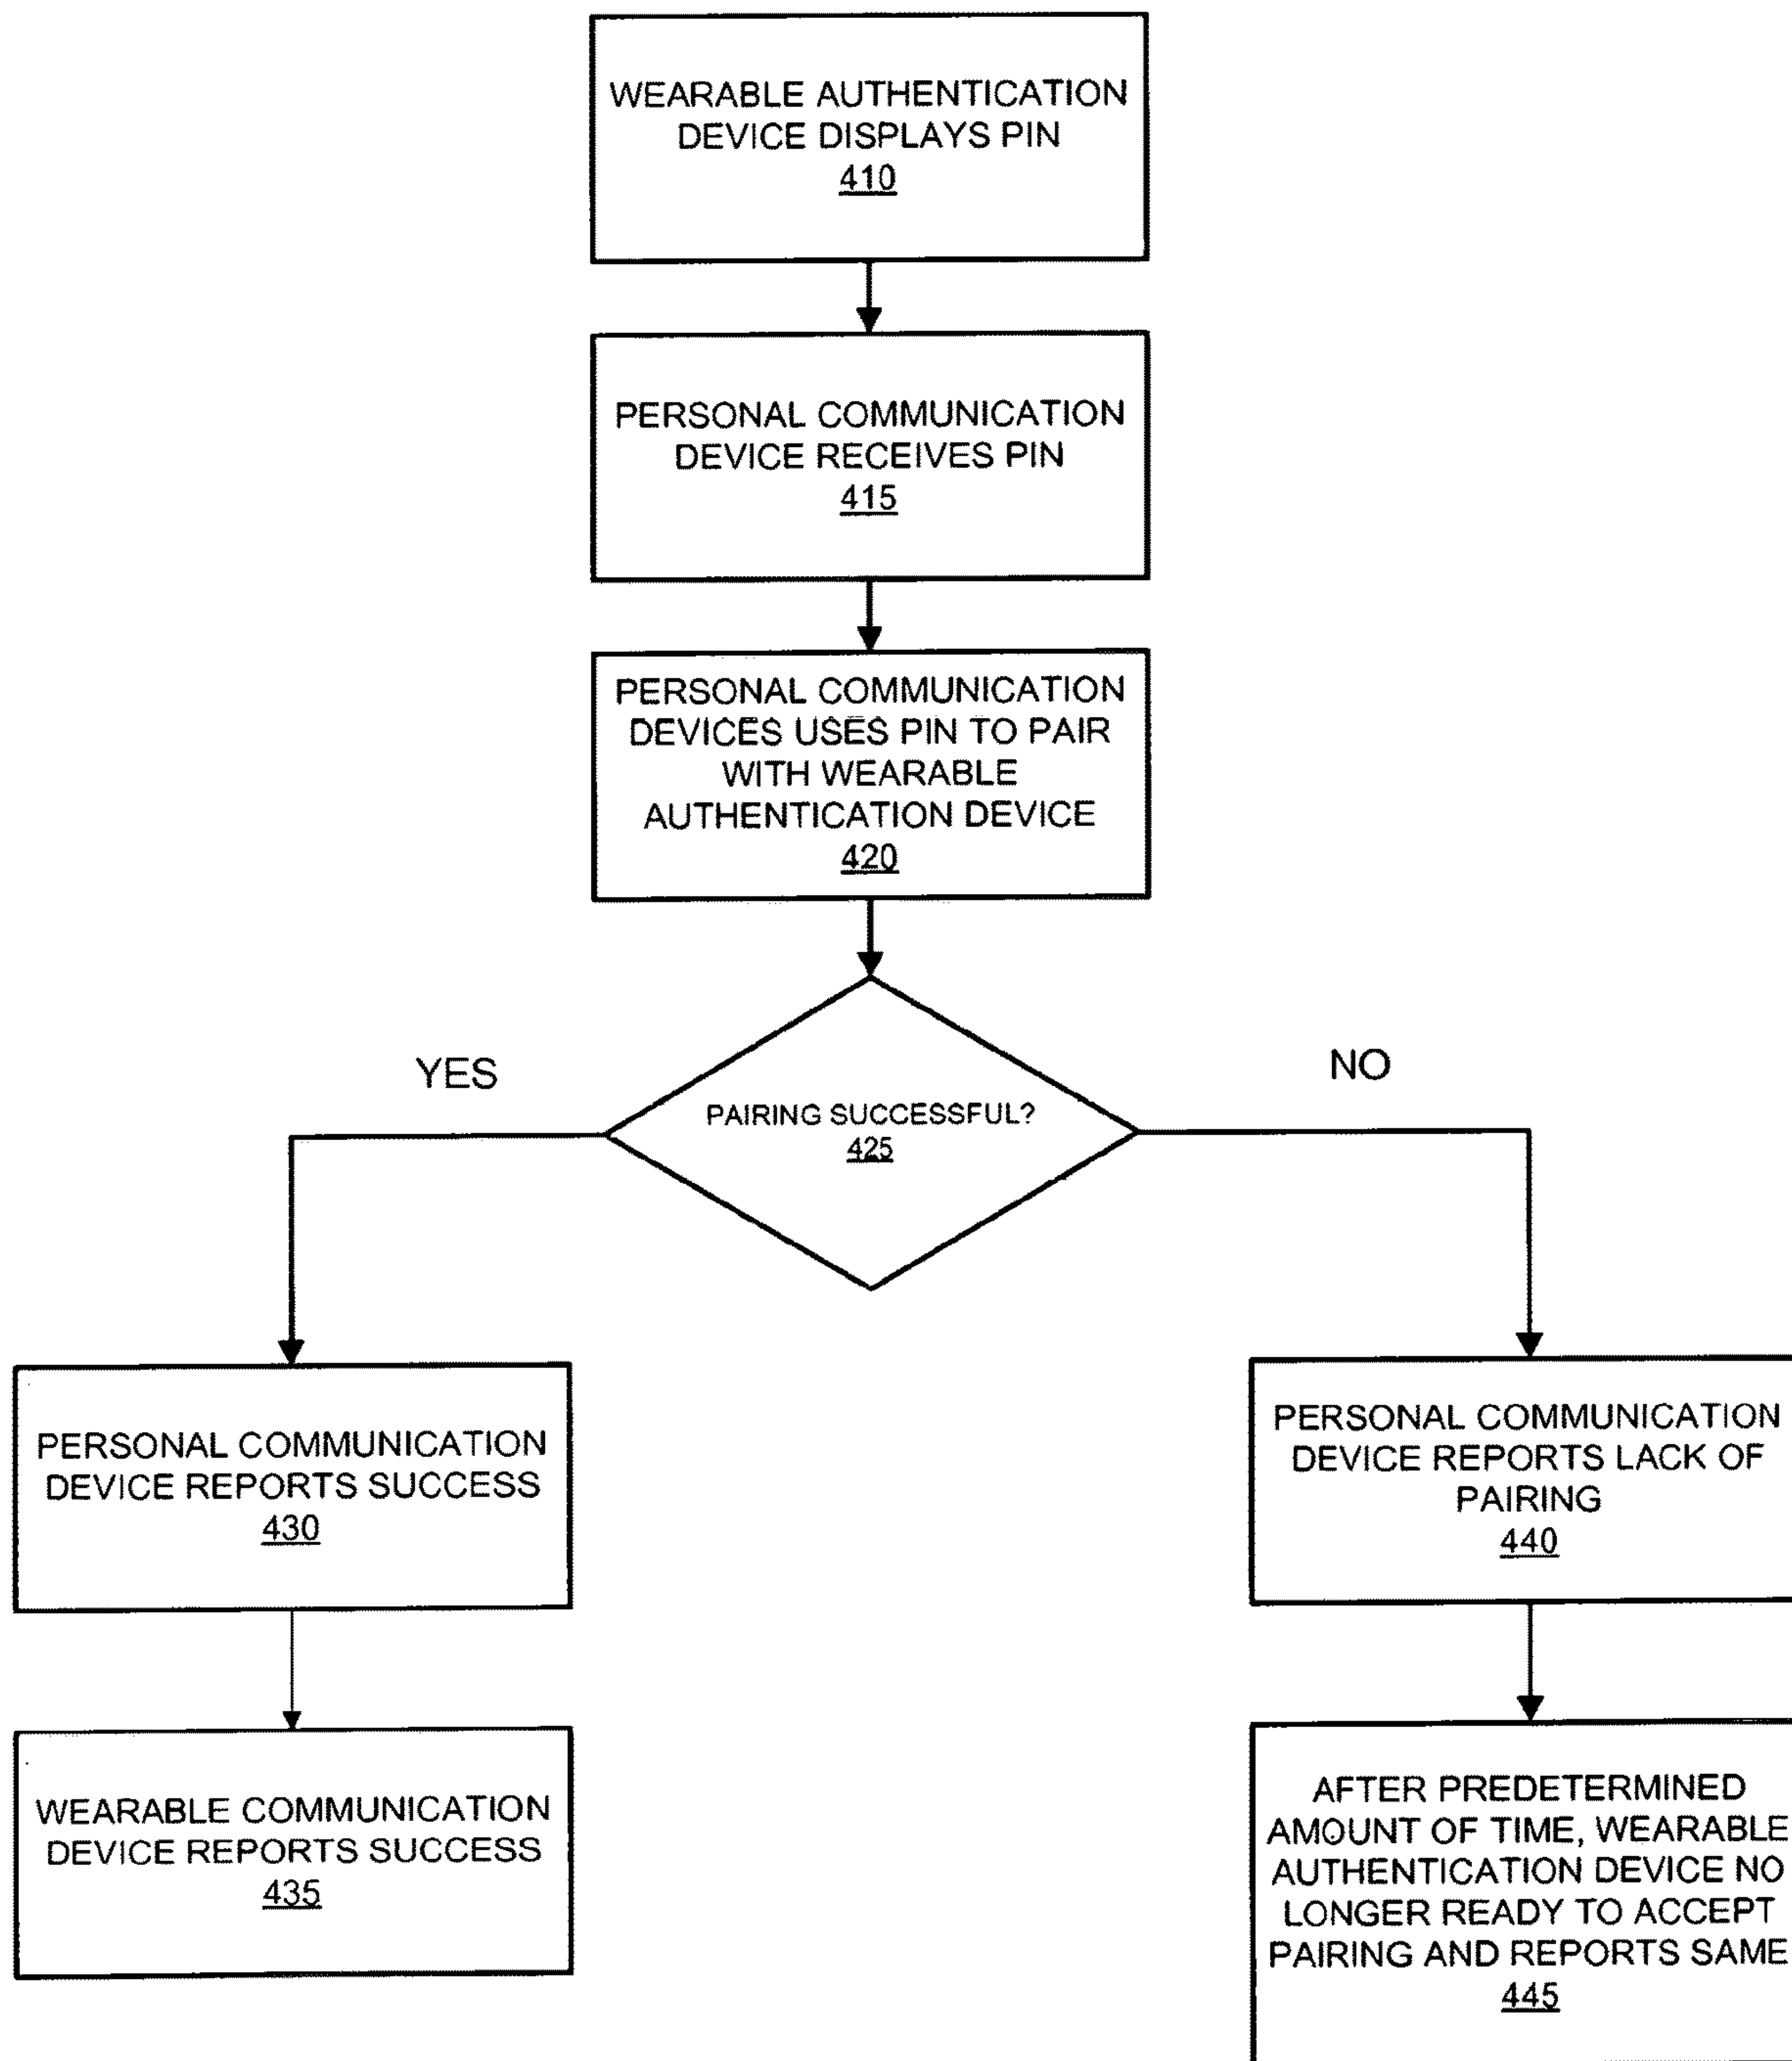 WEARABLE AUTHENTICATION
DEVICE DISPLAYS PIN
410
PERSONAL COMMUNICATION
DEVICE RECEIVES PIN
415
PERSONAL COMMUNICATION
DEVICES USES PIN TO PAIR
WITH WEARABLE
AUTHENTICATION DEVICE
420
YES
NO
PAIRING SUCCESSFUL?
425
PERSONAL COMMUNICATION
DEVICE REPORTS SUCCESS
430
PERSONAL COMMUNICATION
DEVICE REPORTS LACK OF
PAIRING
440
WEARABLE COMMUNICATION
DEVICE REPORTS SUCCESS
435
AFTER PREDETERMINED
AMOUNT OF TIME, WEARABLE
AUTHENTICATION DEVICE NO
LONGER READY TO ACCEPT
PAIRING AND REPORTS SAME
445